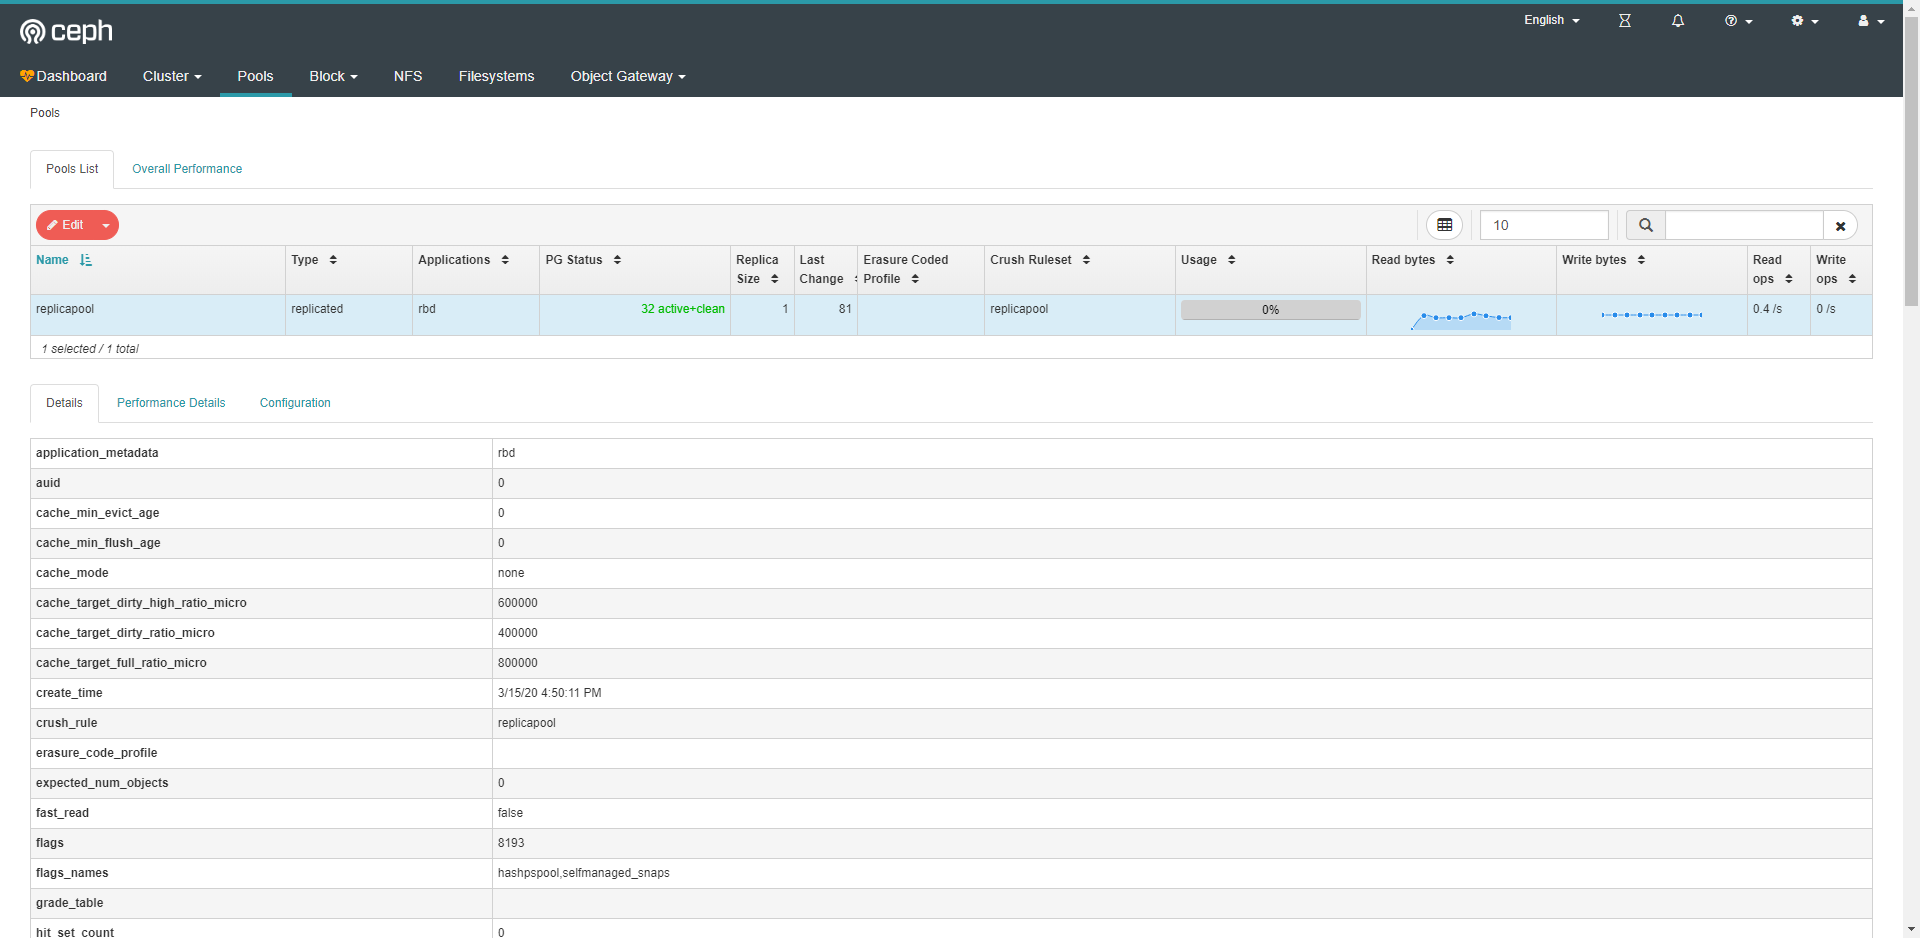 ceph
English
Dashboard Cluster Pools Block NFS Filesystems Object Gateway
Pools
Pools List Overall Performance
Edit 10
Name Type Applications PG Status Replica Size Last Change Erasure Coded Profile Crush Ruleset Usage Read bytes Write bytes Read ops Write ops
replicapool replicated rbd 32 active+clean 1 81 replicapool 0% 0.4 /s 0 /s
1 selected / 1 total
Details Performance Details Configuration
application_metadata rbd
auid 0
cache_min_evict_age 0
cache_min_flush_age 0
cache_mode none
cache_target_dirty_high_ratio_micro 600000
cache_target_dirty_ratio_micro 400000
cache_target_full_ratio_micro 800000
create_time 3/15/20 4:50:11 PM
crush_rule replicapool
erasure_code_profile
expected_num_objects 0
fast_read false
flags 8193
flags_names hashpspool,selfmanaged_snaps
grade_table
hit_set_count 0